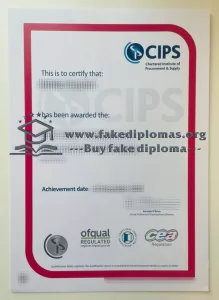 CIPS
Chartered Institute of
Procurement & Supply
This is to certify that:
CIPS
has been awarded the:
www.fakediplomas.org
---Buy fake diploma---
Achievement date:
ofqual
REGULATED
cea